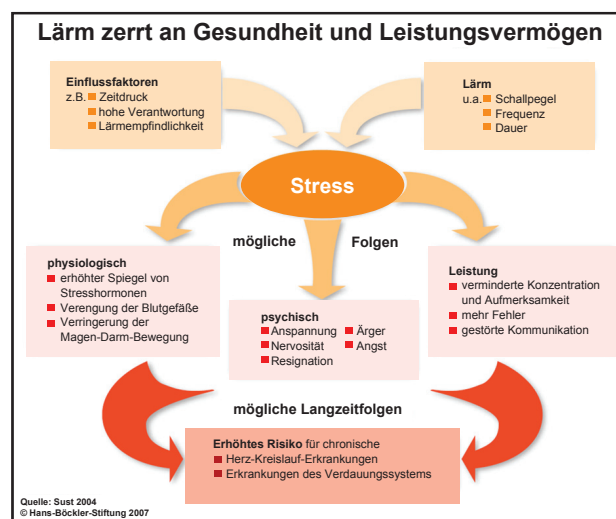 Lärm zerrt an Gesundheit und Leistungsvermögen
Einflussfaktoren
z.B. Zeitdruck
hohe Verantwortung
Lärmempfindlichkeit
Lärm
u.a. Schallpegel
Frequenz
Dauer
Stress
mögliche Folgen
physiologisch
erhöhter Spiegel von
Stresshormonen
Verengung der Blutgefäße
Verringerung der
Magen-Darm-Bewegung
psychisch
Anspannung Ärger
Nervosität Angst
Resignation
Leistung
verminderte Konzentration
und Aufmerksamkeit
mehr Fehler
gestörte Kommunikation
mögliche Langzeitfolgen
Erhöhtes Risiko für chronische
Herz-Kreislauf-Erkrankungen
Erkrankungen des Verdauungssystems
Quelle: Sust 2004
© Hans-Böckler-Stiftung 2007